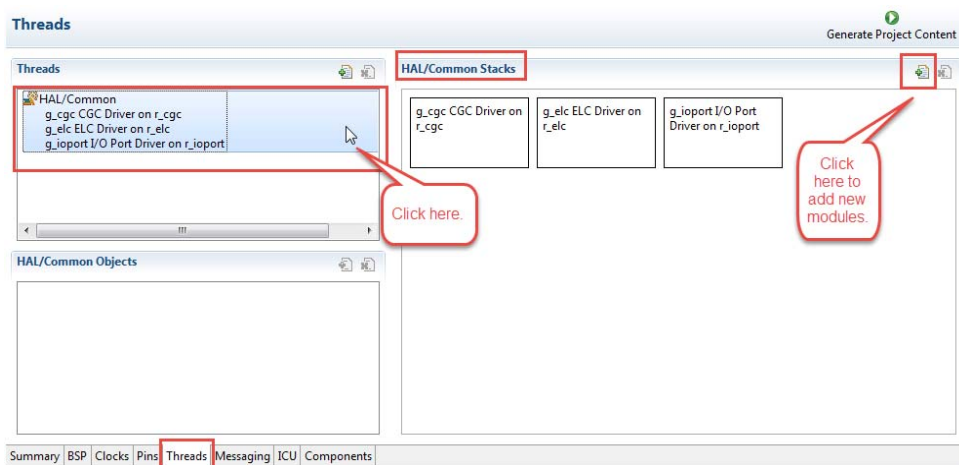 Threads
Generate Project Content
Threads
HAL/Common
g_cgc CGC Driver on r_cgc
g_elc ELC Driver on r_elc
g_ioport I/O Port Driver on r_ioport
Click here.
HAL/Common Objects
HAL/Common Stacks
g_cgc CGC Driver on
r_cgc
g_elc ELC Driver on
r_elc
g_ioport I/O Port
Driver on r_ioport
Click
here to
add new
modules.
Summary BSP Clocks Pins Threads Messaging ICU Components